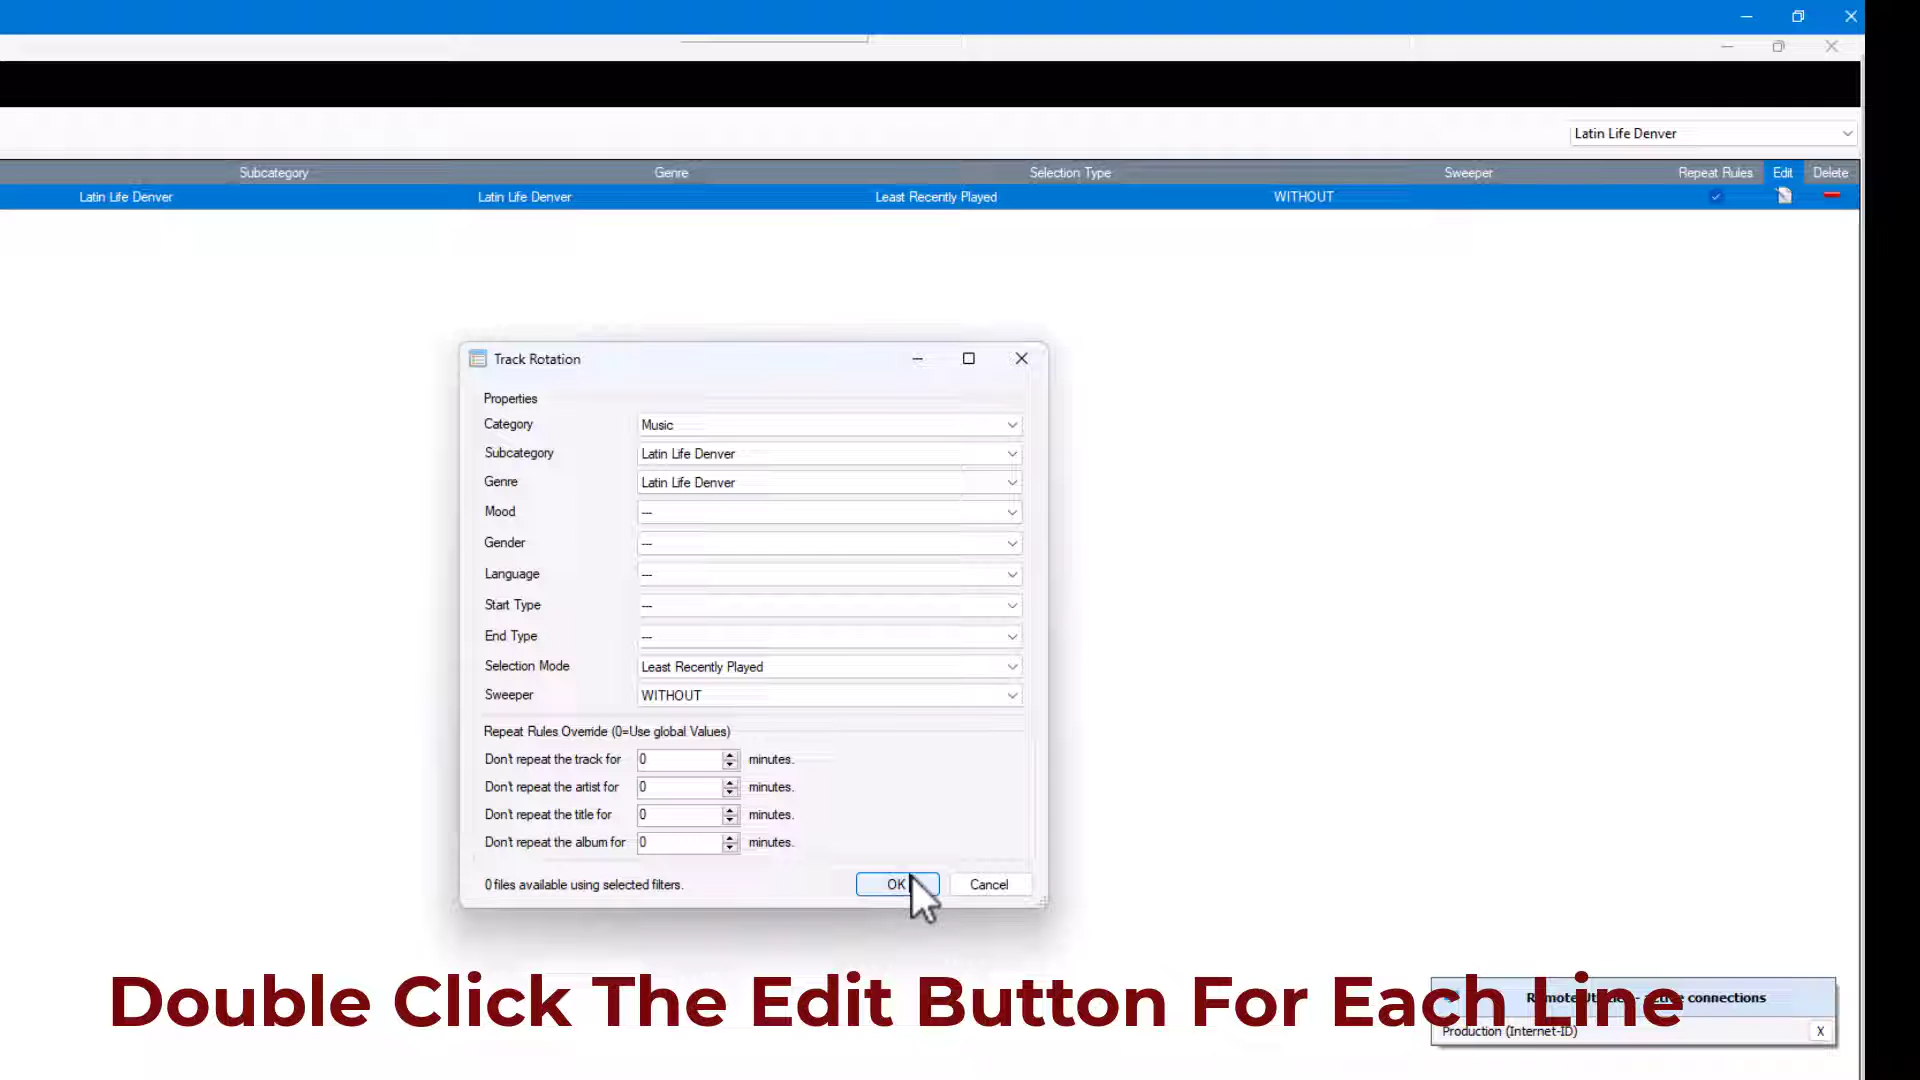 Latin Life Denver
Subcategory Genre Selection Type Sweeper Repeat Rules Edit Delete
Latin Life Denver Latin Life Denver Least Recently Played WITHOUT
Track Rotation
Properties
Category Music
Subcategory Latin Life Denver
Genre Latin Life Denver
Mood ---
Gender ---
Language ---
Start Type ---
End Type ---
Selection Mode Least Recently Played
Sweeper WITHOUT
Repeat Rules Override (0=Use global Values)
Don't repeat the track for 0 minutes.
Don't repeat the artist for 0 minutes.
Don't repeat the title for 0 minutes.
Don't repeat the album for 0 minutes.
0 files available using selected filters.
OK Cancel
Double Click The Edit Button For Each Line
Remote Utilities - active connections
Production (Internet-ID) X